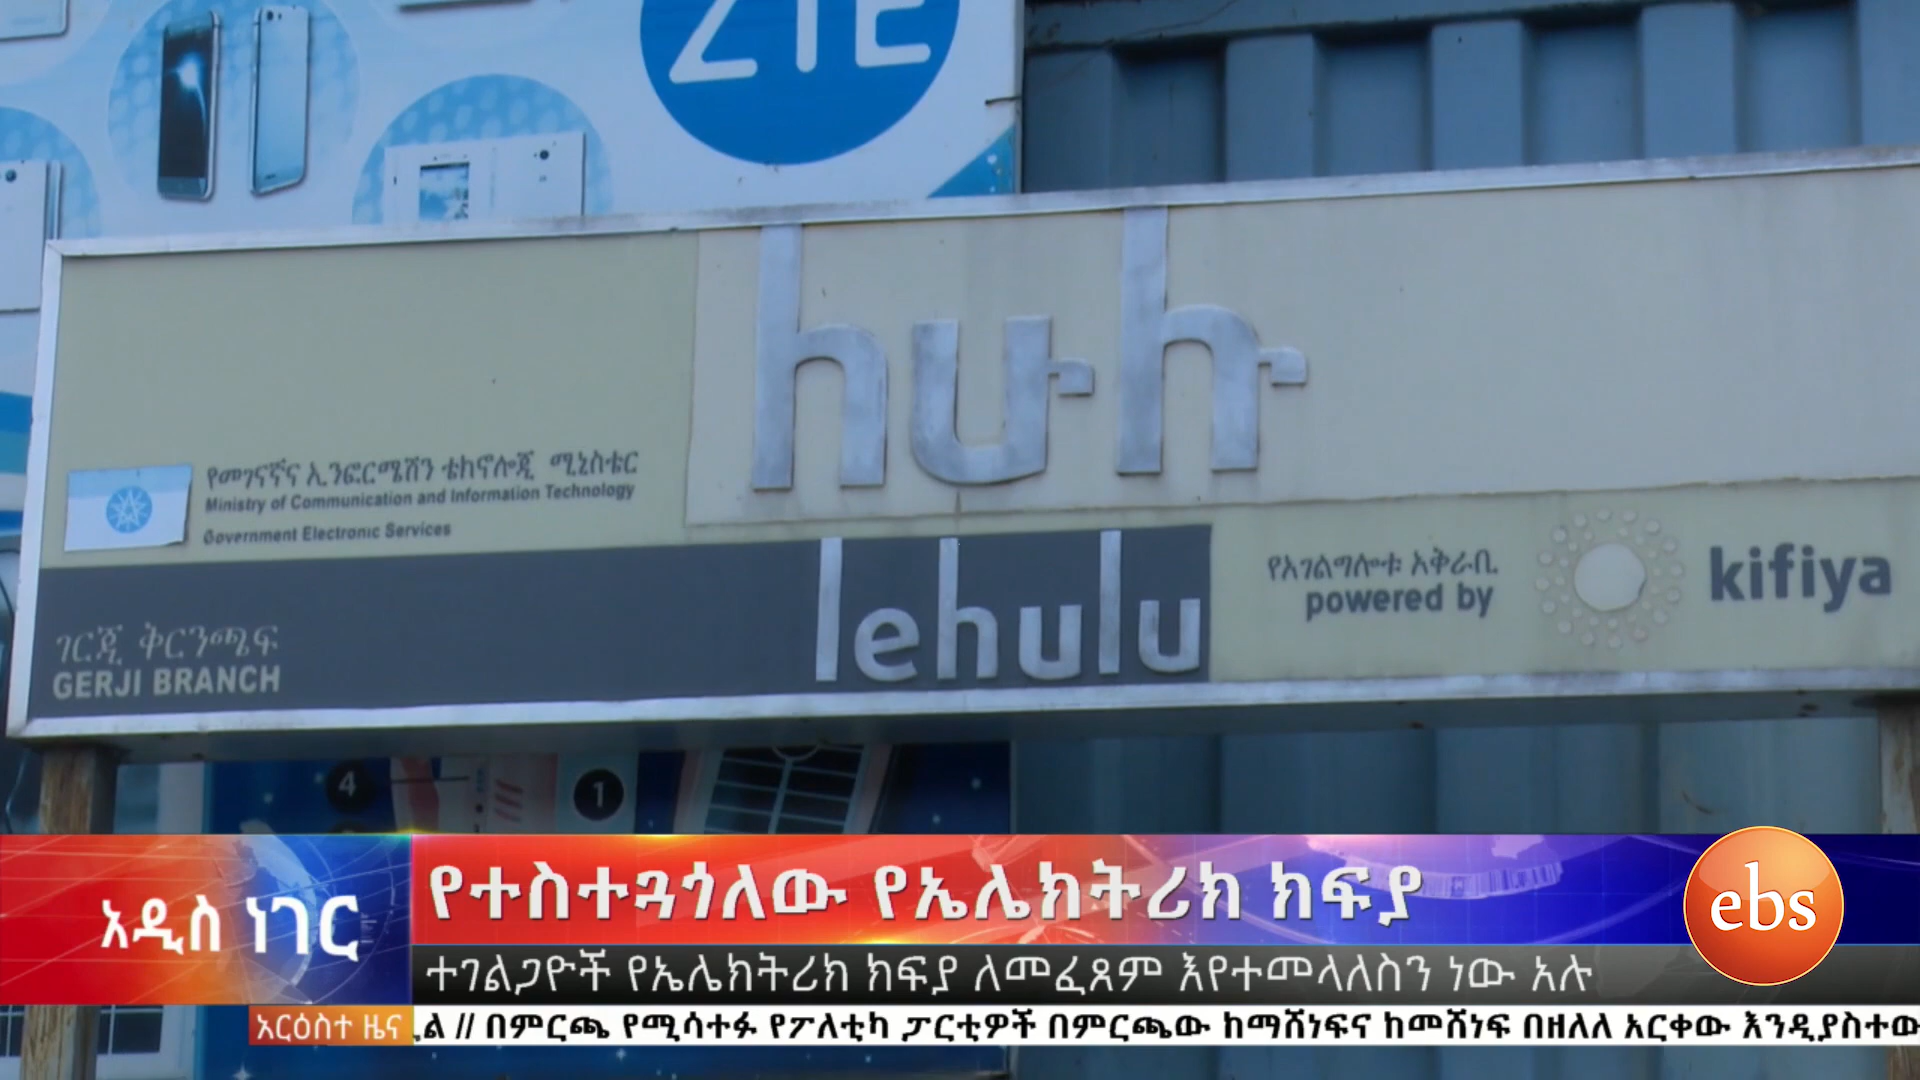 ZTE
ለሁሉ
የመገናኛና ኢንፎርሜሽን ቴክኖሎጂ ሚኒስቴር
Ministry of Communication and Information Technology
Government Electronic Services
lehulu
የአገልግሎቱ አቅራቢ
powered by
kifiya
ገርጂ ቅርንጫፍ
GERJI BRANCH
4
1
አዲስ ነገር
የተስተጓጎለው የኤሌክትሪክ ክፍያ
ebs
ተገልጋዮች የኤሌክትሪክ ክፍያ ለመፈጸም እየተመላለስን ነው አሉ
አርዕስተ ዜና
// በምርጫ የሚሳተፉ የፖለቲካ ፓርቲዎች በምርጫው ከማሸነፍና ከመሸነፍ በዘለለ አርቀው